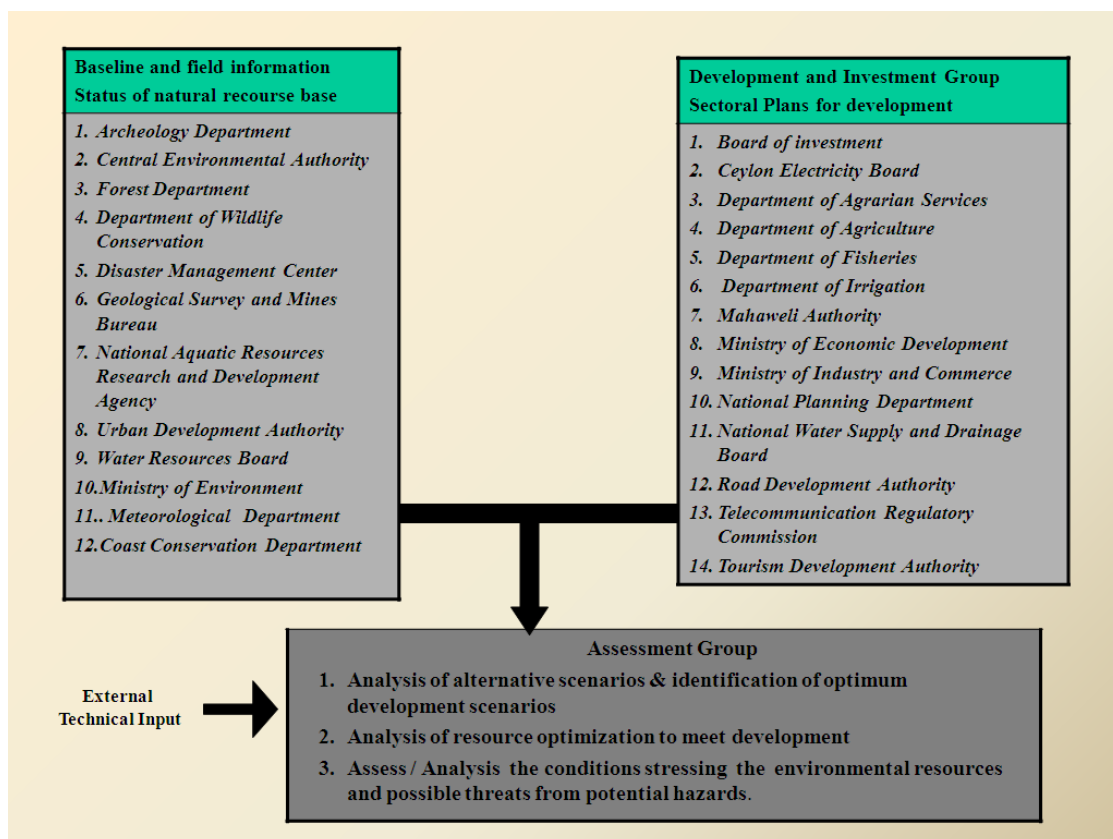 Baseline and field information
Status of natural recourse base
1. Archeology Department
2. Central Environmental Authority
3. Forest Department
4. Department of Wildlife
Conservation
5. Disaster Management Center
6. Geological Survey and Mines
Bureau
7. National Aquatic Resources
Research and Development
Agency
8. Urban Development Authority
9. Water Resources Board
10.Ministry of Environment
11.. Meteorological Department
12.Coast Conservation Department
Development and Investment Group
Sectoral Plans for development
1. Board of investment
2. Ceylon Electricity Board
3. Department of Agrarian Services
4. Department of Agriculture
5. Department of Fisheries
6. Department of Irrigation
7. Mahaweli Authority
8. Ministry of Economic Development
9. Ministry of Industry and Commerce
10. National Planning Department
11. National Water Supply and Drainage
Board
12. Road Development Authority
13. Telecommunication Regulatory
Commission
14. Tourism Development Authority
External
Technical Input
Assessment Group
1. Analysis of alternative scenarios & identification of optimum
development scenarios
2. Analysis of resource optimization to meet development
3. Assess / Analysis the conditions stressing the environmental resources
and possible threats from potential hazards.